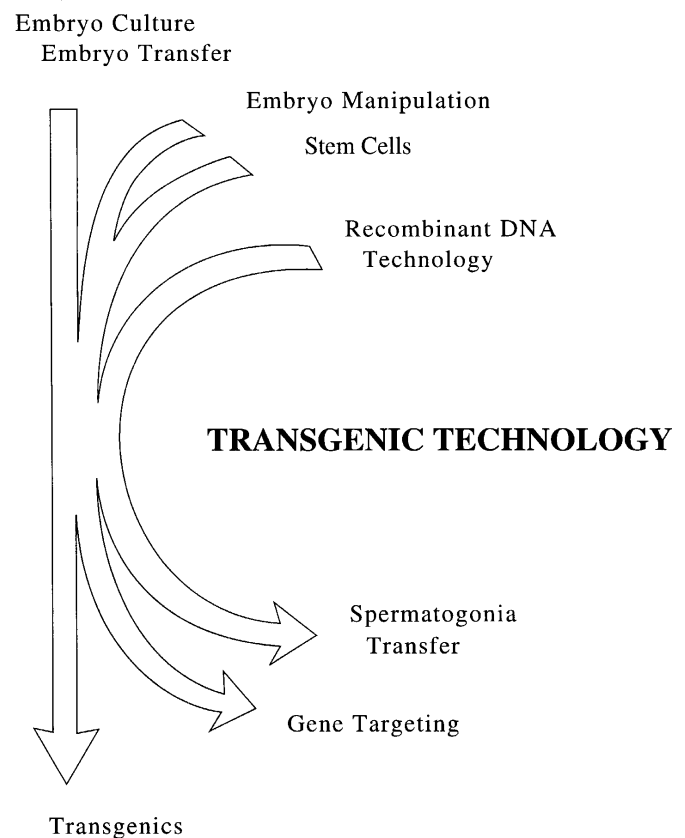 Embryo Culture
Embryo Transfer
Embryo Manipulation
Stem Cells
Recombinant DNA
Technology
TRANSGENIC TECHNOLOGY
Spermatogonia
Transfer
Gene Targeting
Transgenics